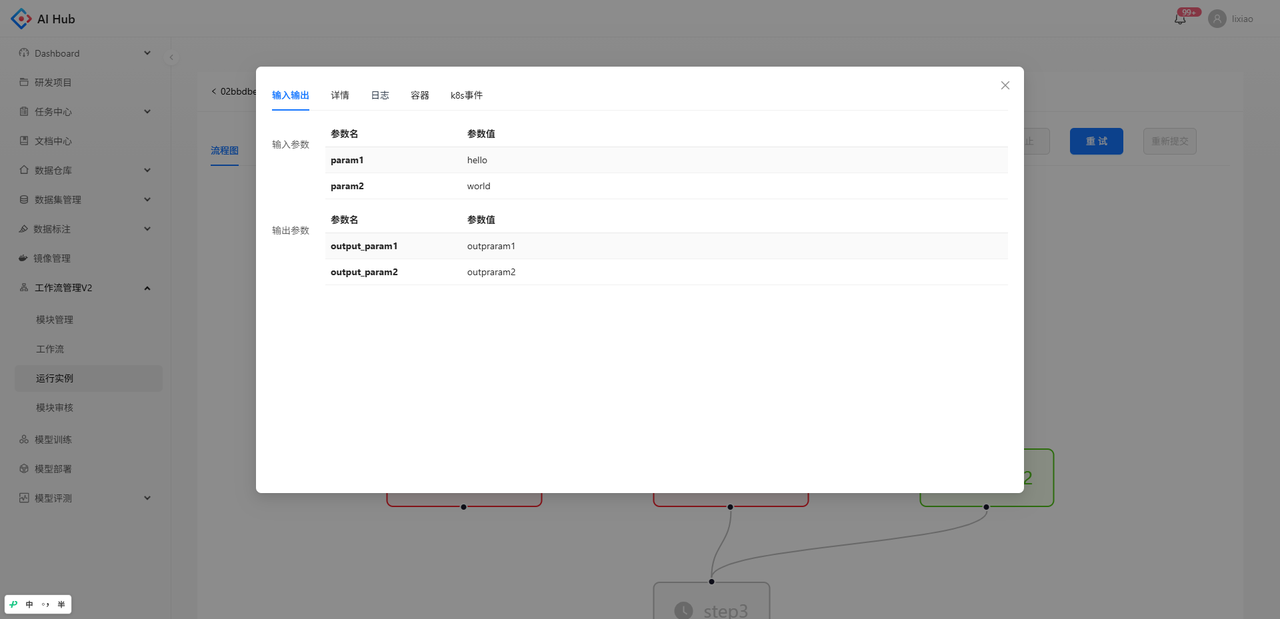 AI Hub
99+
lixiao
Dashboard
研发项目
任务中心
文档中心
数据仓库
数据集管理
数据标注
镜像管理
工作流管理V2
模块管理
工作流
运行实例
模块审核
模型训练
模型部署
模型评测
02bbdbe
流程图
止
重 试
重新提交
输入输出 详情 日志 容器 k8s事件
输入参数
参数名 参数值
param1 hello
param2 world
输出参数
参数名 参数值
output_param1 outpraram1
output_param2 outpraram2
2
step3
中 半